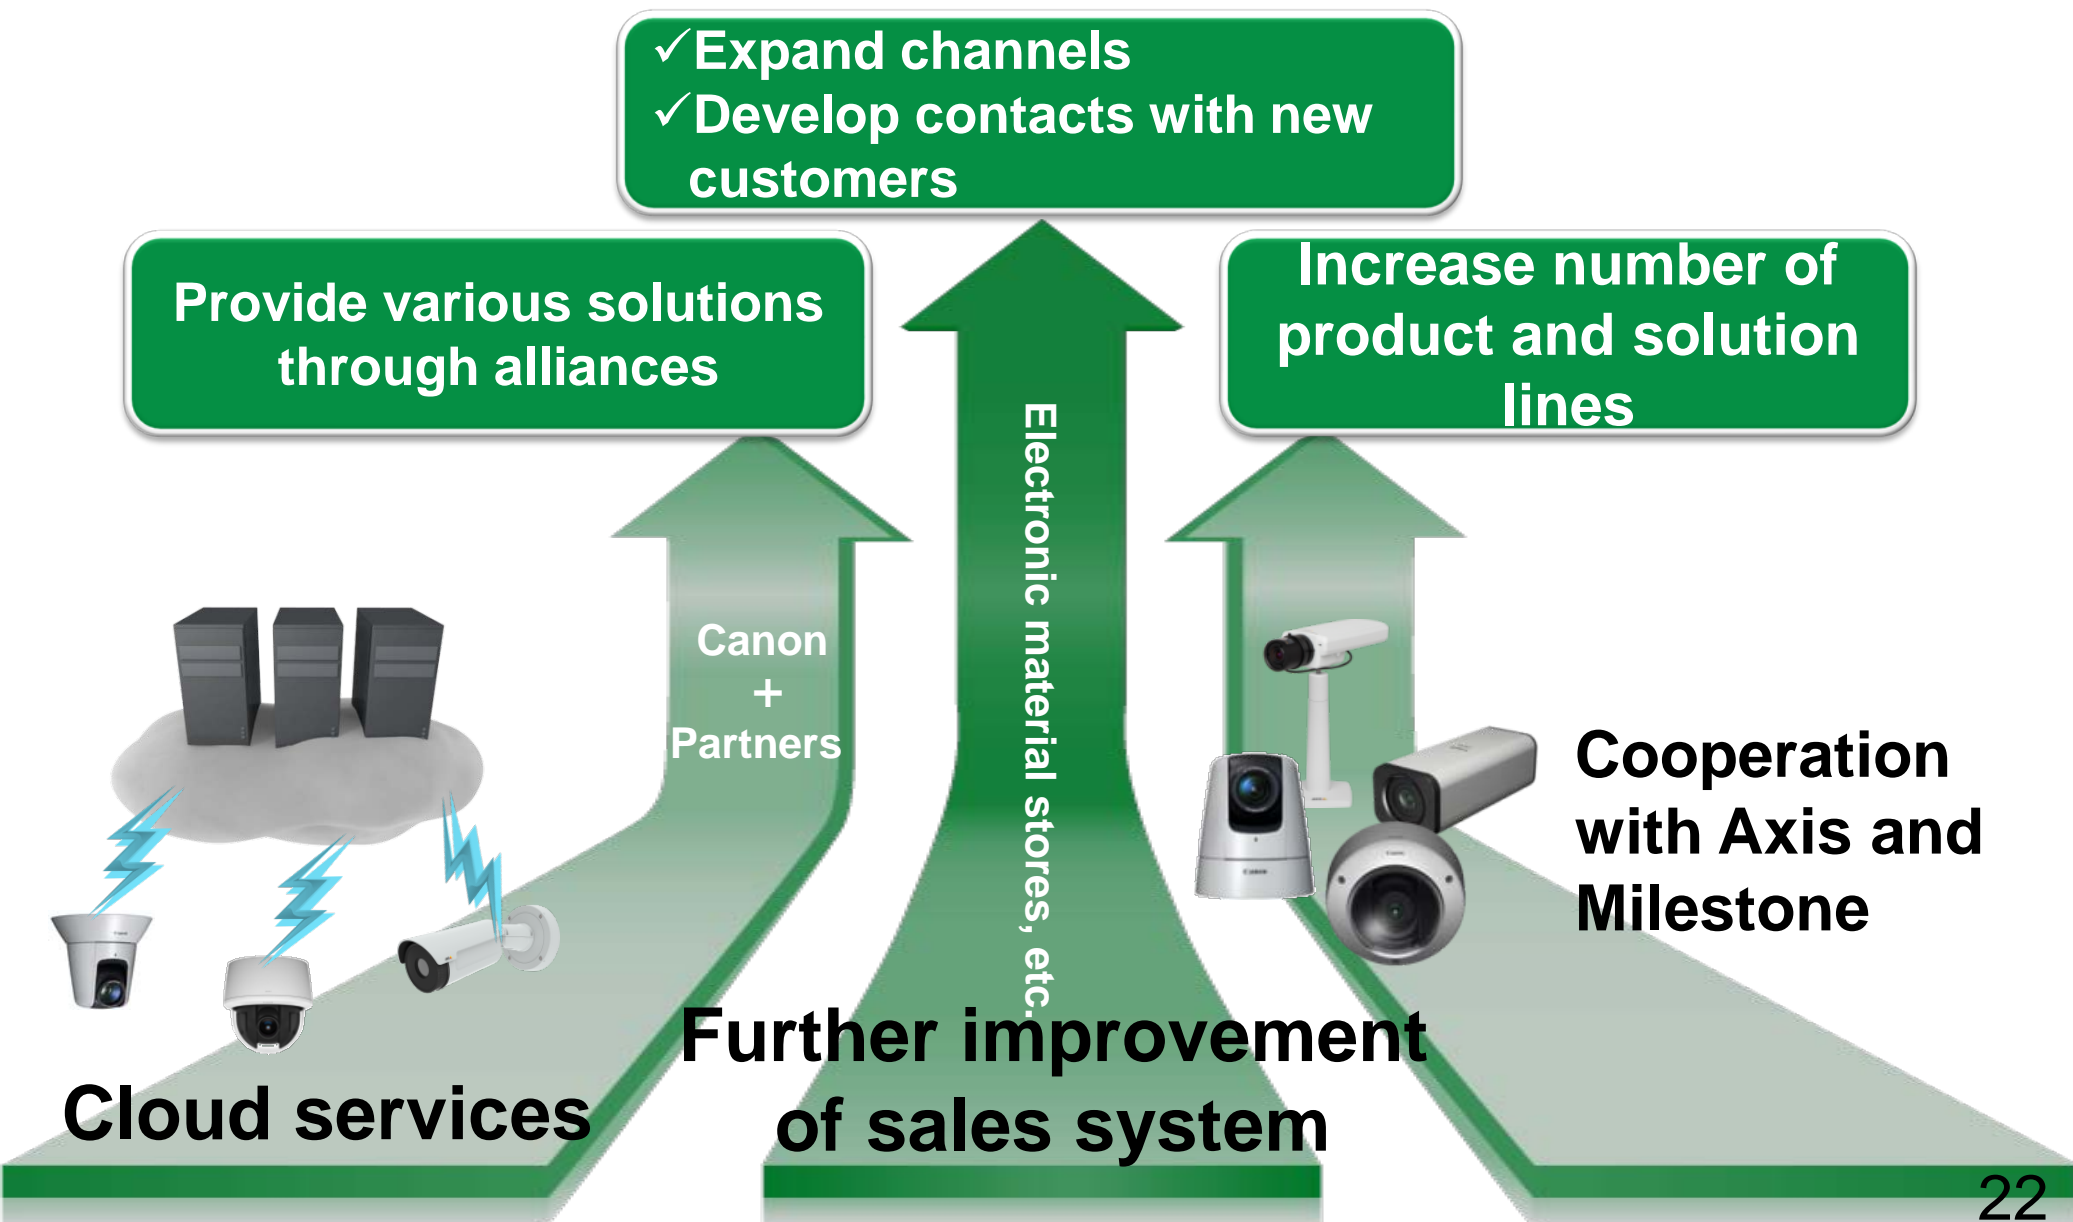 ✓Expand channels
✓Develop contacts with new
customers
Provide various solutions
through alliances
Increase number of
product and solution
lines
Electronic material stores, etc.
Canon
+
Partners
Cooperation
with Axis and
Milestone
Further improvement
of sales system
Cloud services
22